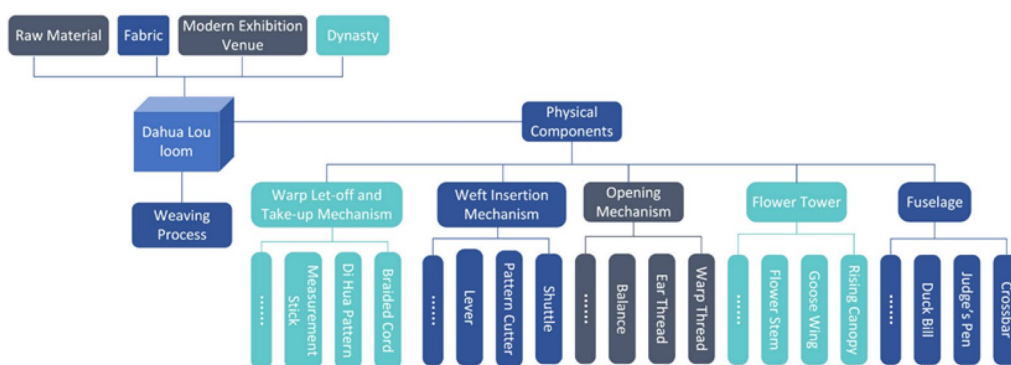 Raw Material
Fabric
Modern Exhibition
Venue
Dynasty
Dahua Lou
loom
Physical
Components
Weaving
Process
Warp Let-off and
Take-up Mechanism
Weft Insertion
Mechanism
Opening
Mechanism
Flower Tower
Fuselage
......
Measurement
Stick
Di Hua Pattern
Braided Cord
......
Lever
Pattern Cutter
Shuttle
......
Balance
Ear Thread
Warp Thread
......
Flower Stem
Goose Wing
Rising Canopy
......
Duck Bill
Judge's Pen
Crossbar